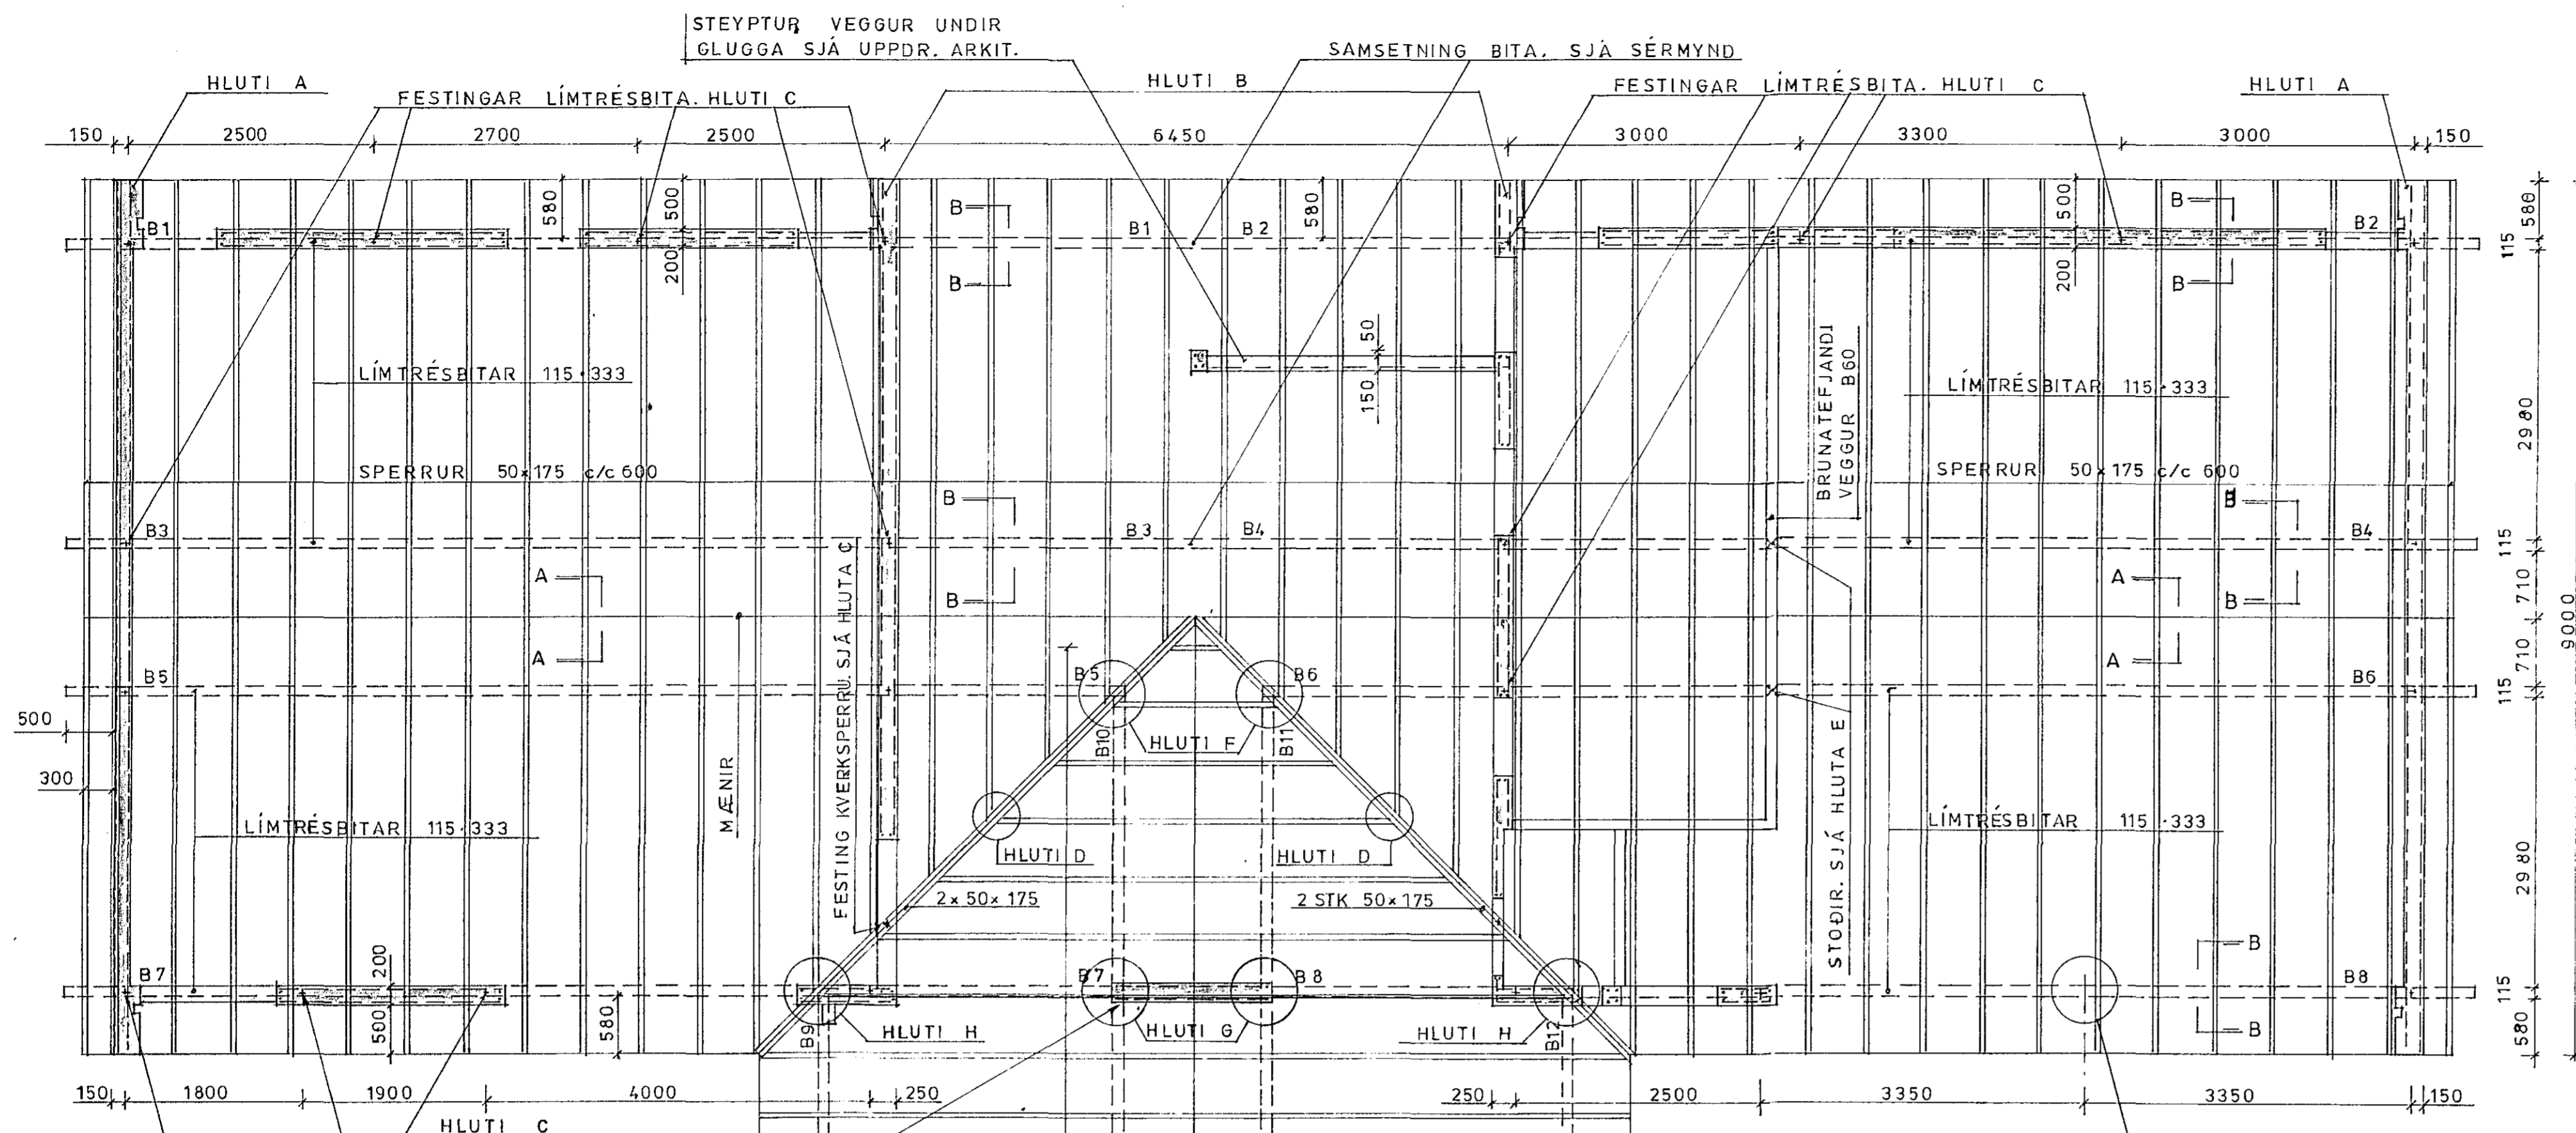 STEYPTUR VEGGUR UNDIR
GLUGGA SJÁ UPPDR. ARKIT.
SAMSETNING BITA. SJÁ SÉRMYND
HLUTI A
FESTINGAR LÍMTRÉSBITA. HLUTI C
HLUTI B
FESTINGAR LÍMTRÉSBITA. HLUTI C
HLUTI A
150 2500 2700 2500 6450 3000 3300 3000 150
580 500 B 580 500 B 580
B1 B1 B2 B2
200 B 200 B 115
50
150
LÍMTRÉSBITAR 115·333
BRUNATEFJANDI
VEGGUR B60
LÍMTRÉSBITAR 115·333
2980
SPERRUR 50×175 c/c 600
SPERRUR 50×175 c/c 600
B B
B3 B3 B4 B4
115
A B A B
710
9000
A A
710
B5 B5 B6 B6
115
FESTING KVERKSPERRU. SJÁ HLUTA C
500
300
MÆNIR
B10 HLUTI F B11
STOÐIR. SJÁ HLUTA E
LÍMTRÉSBITAR 115·333
LÍMTRÉSBITAR 115·333
HLUTI D HLUTI D
2980
2×50×175 2 STK 50×175
B
B7 200 B7 B8 B8
115
500 580 B9 HLUTI H HLUTI G HLUTI H B12 B 580
150 1800 1900 4000 250 250 2500 3350 3350 150
HLUTI C